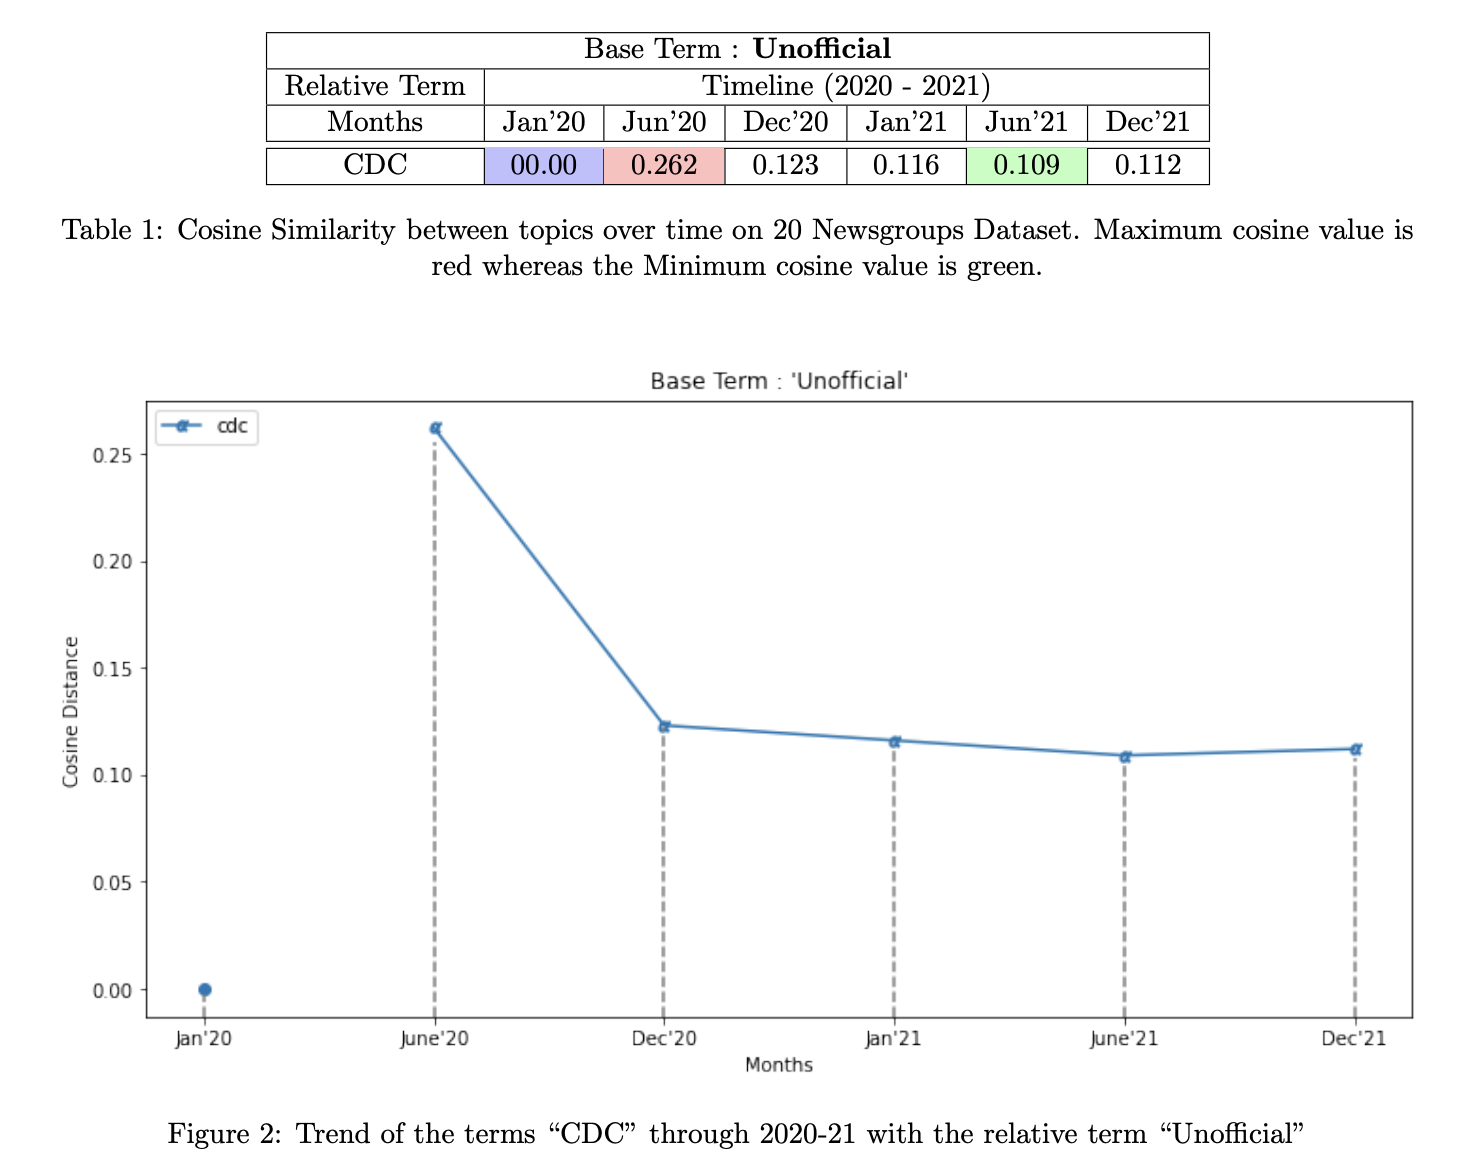 Base Term : Unofficial
Relative Term Timeline (2020 - 2021)
Months Jan’20 Jun’20 Dec’20 Jan’21 Jun’21 Dec’21
CDC 00.00 0.262 0.123 0.116 0.109 0.112
Table 1: Cosine Similarity between topics over time on 20 Newsgroups Dataset. Maximum cosine value is
red whereas the Minimum cosine value is green.
Base Term : 'Unofficial'
cdc
0.25
0.20
0.15
0.10
0.05
0.00
Cosine Distance
Jan'20 June'20 Dec'20 Jan'21 June'21 Dec'21
Months
Figure 2: Trend of the terms “CDC” through 2020-21 with the relative term “Unofficial”